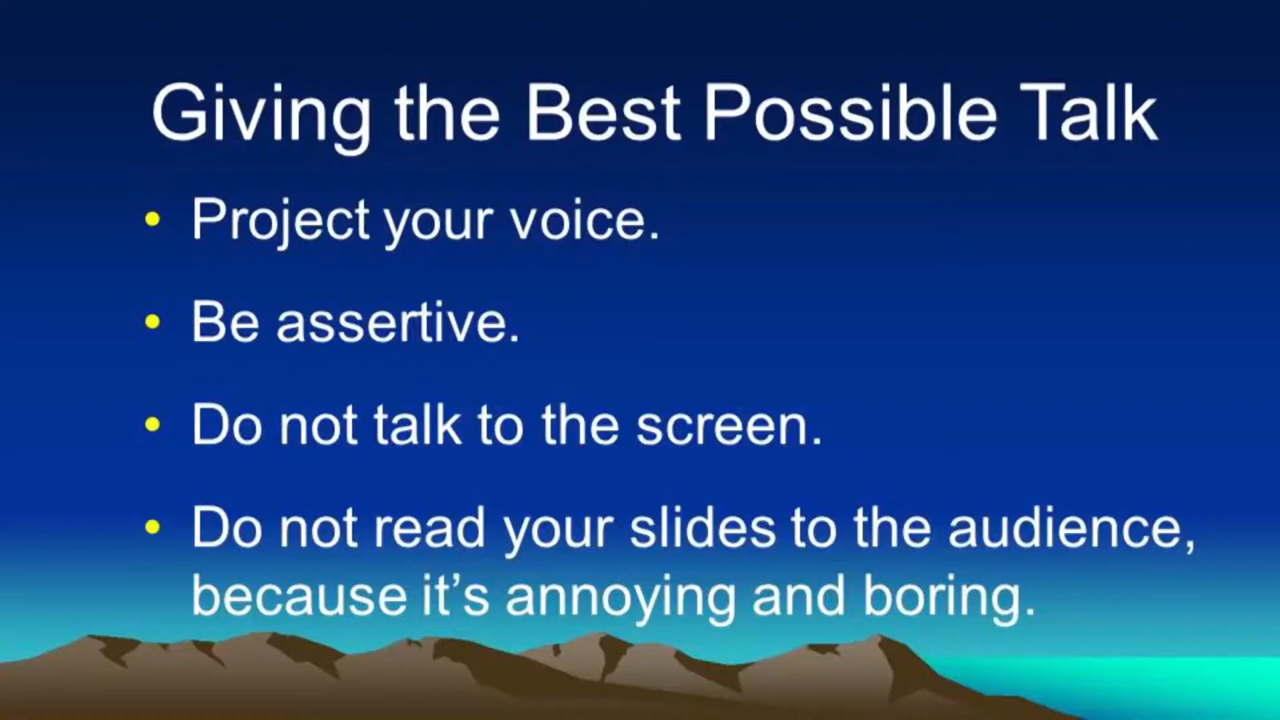 Giving the Best Possible Talk
• Project your voice.
• Be assertive.
• Do not talk to the screen.
• Do not read your slides to the audience,
because it’s annoying and boring.